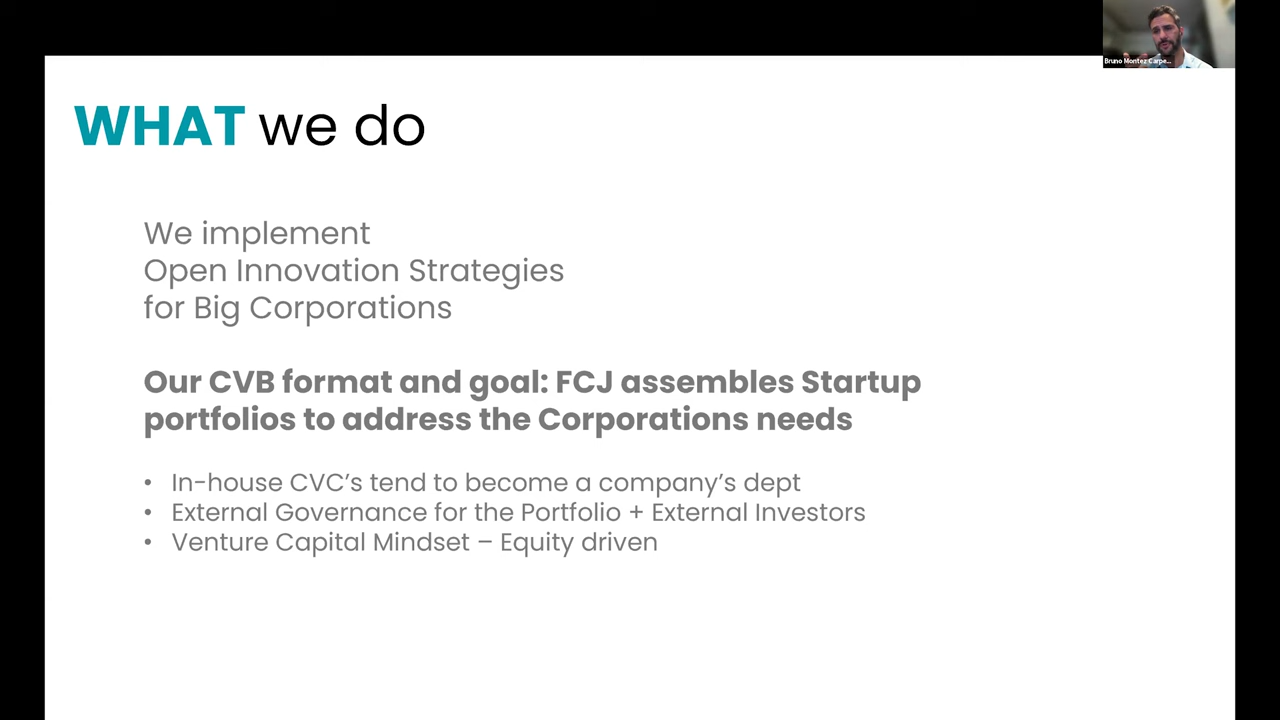 Bruno Montez Carpe...
WHAT we do
We implement
Open Innovation Strategies
for Big Corporations
Our CVB format and goal: FCJ assembles Startup
portfolios to address the Corporations needs
• In-house CVC’s tend to become a company’s dept
• External Governance for the Portfolio + External Investors
• Venture Capital Mindset – Equity driven